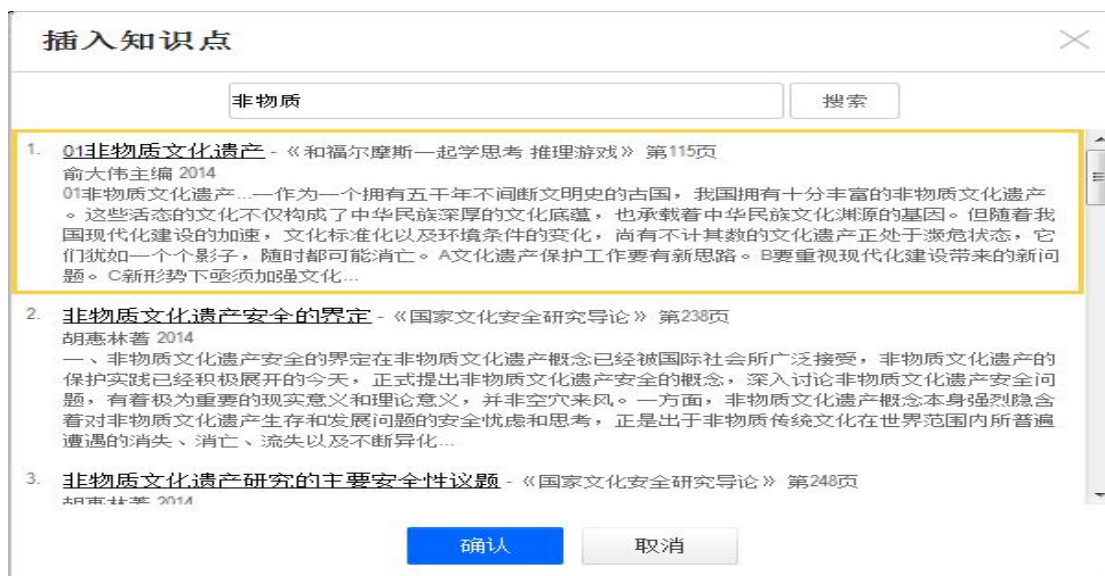 插入知识点
非物质
搜索
1. 01非物质文化遗产 - 《和福尔摩斯一起学思考 推理游戏》 第115页
俞大伟主编 2014
01非物质文化遗产...一作为一个拥有五千年不间断文明史的古国，我国拥有十分丰富的非物质文化遗产
。这些活态的文化不仅构成了中华民族深厚的文化底蕴，也承载着中华民族文化渊源的基因。但随着我
国现代化建设的加速，文化标准化以及环境条件的变化，尚有不计其数的文化遗产正处于濒危状态，它
们犹如一个个影子，随时都可能消亡。A文化遗产保护工作要有新思路。B要重视现代化建设带来的新问
题。C新形势下亟须加强文化...
2. 非物质文化遗产安全的界定 - 《国家文化安全研究导论》 第238页
胡惠林著 2014
一、非物质文化遗产安全的界定在非物质文化遗产概念已经被国际社会所广泛接受，非物质文化遗产的
保护实践已经积极展开的今天，正式提出非物质文化遗产安全的概念，深入讨论非物质文化遗产安全问
题，有着极为重要的现实意义和理论意义，并非空穴来风。一方面，非物质文化遗产概念本身强烈隐含
着对非物质文化遗产生存和发展问题的安全忧虑和思考，正是出于非物质传统文化在世界范围内所普遍
遭遇的消失、消亡、流失以及不断异化...
3. 非物质文化遗产研究的主要安全性议题 - 《国家文化安全研究导论》 第248页
胡惠林著 2014
确认
取消